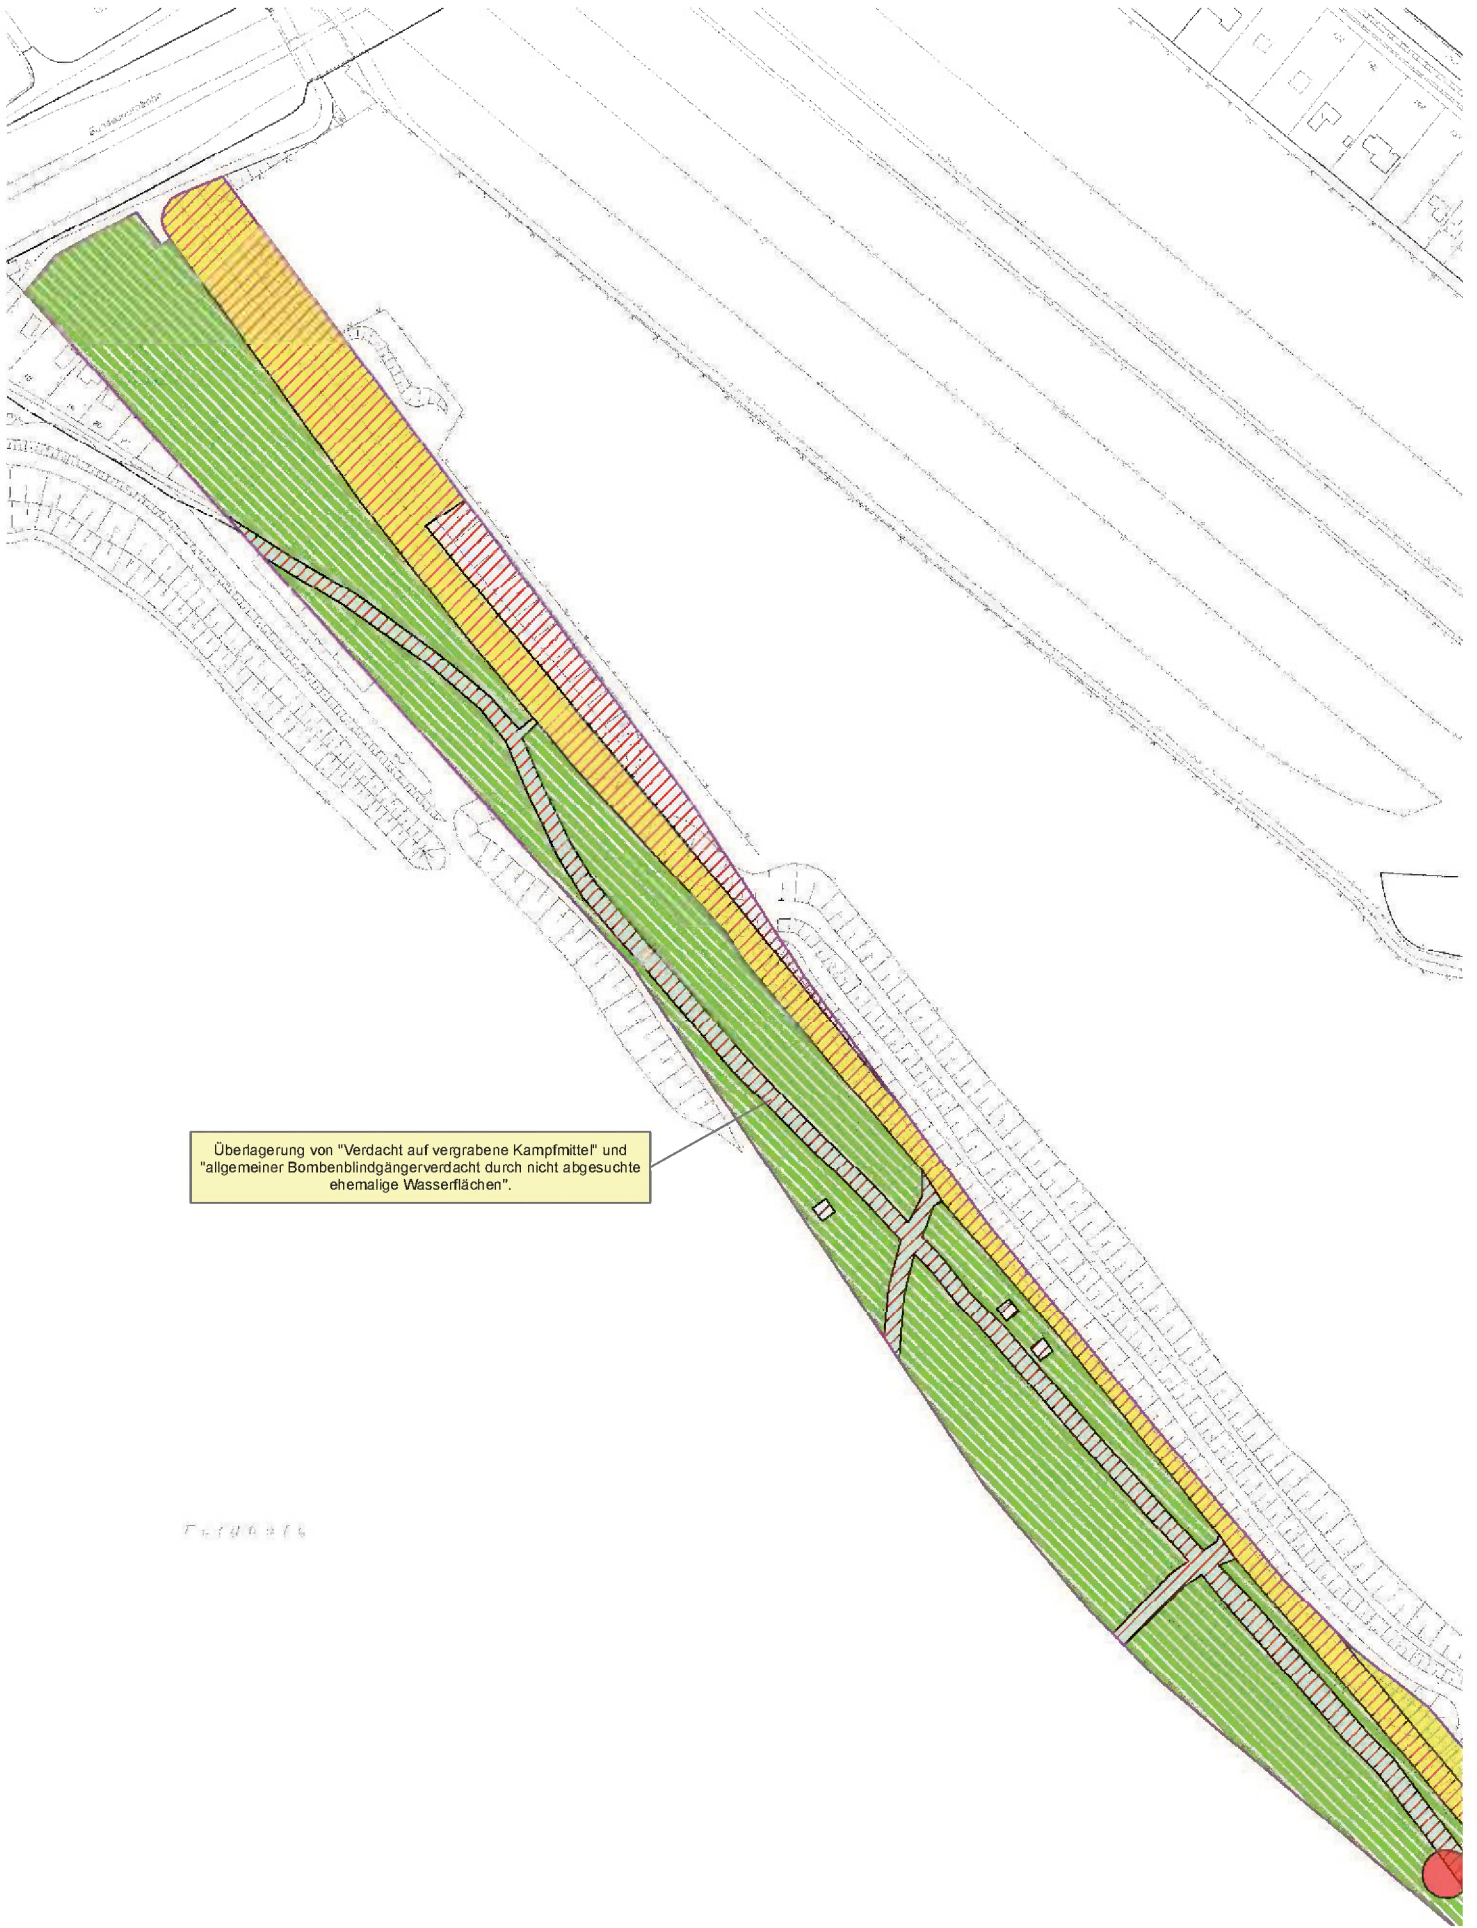 Überlagerung von "Verdacht auf vergrabene Kampfmittel" und
"allgemeiner Bombenblindgängerverdacht durch nicht abgesuchte
ehemalige Wasserflächen".